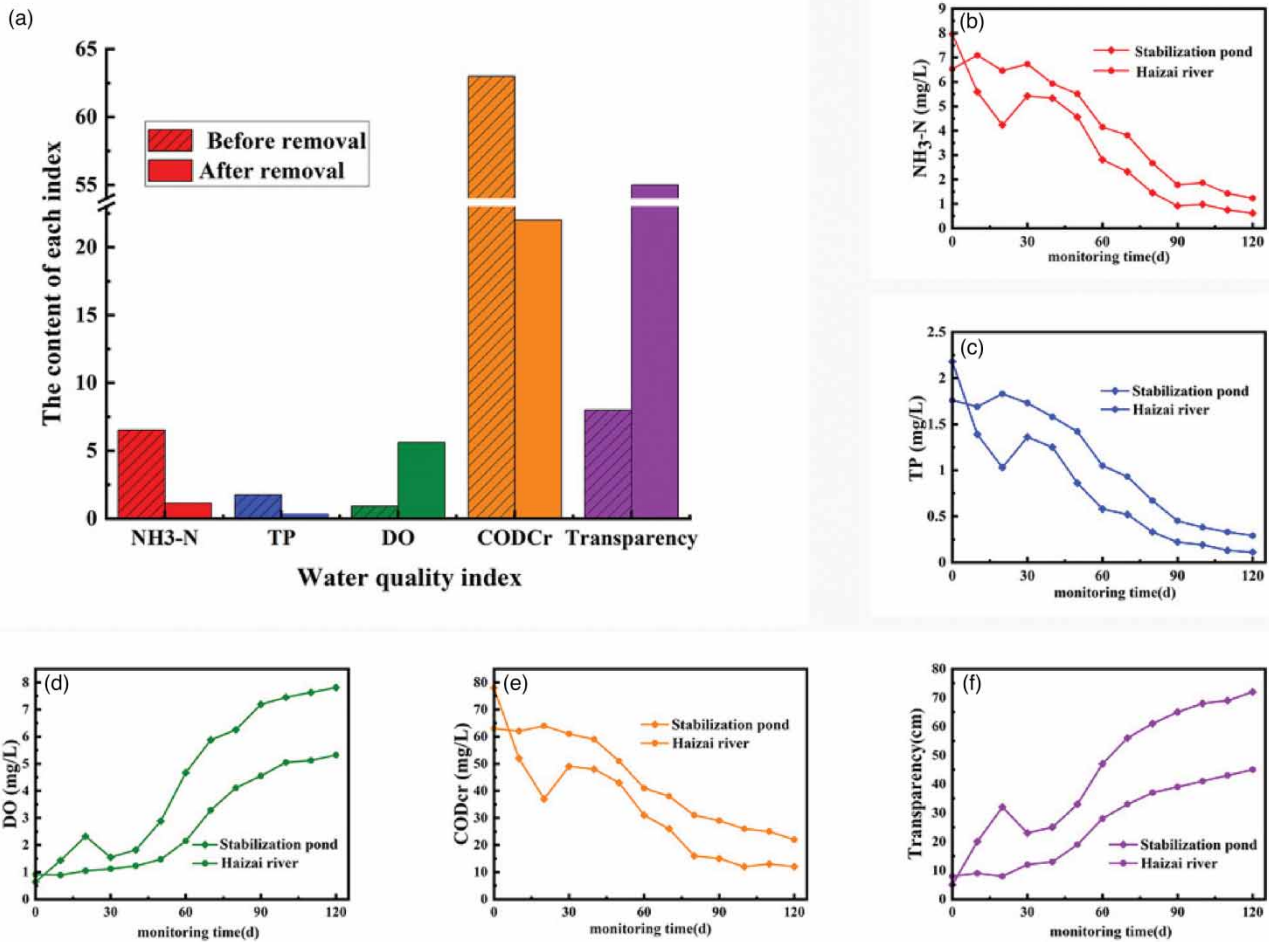 (a)
65
60
55
20
15
10
5
0
The content of each index
Before removal
After removal
NH3-N TP DO CODCr Transparency
Water quality index
(b)
9
8
7
6
5
4
3
2
1
0
NH3-N (mg/L)
Stabilization pond
Haizai river
0 30 60 90 120
monitoring time(d)
(c)
2.5
2
1.5
1
0.5
0
TP (mg/L)
Stabilization pond
Haizai river
0 30 60 90 120
monitoring time(d)
(d)
8
7
6
5
4
3
2
1
0
DO (mg/L)
Stabilization pond
Haizai river
0 30 60 90 120
monitoring time(d)
(e)
80
70
60
50
40
30
20
10
0
CODcr (mg/L)
Stabilization pond
Haizai river
0 30 60 90 120
monitoring time(d)
(f)
80
70
60
50
40
30
20
10
0
Transparency(cm)
Stabilization pond
Haizai river
0 30 60 90 120
monitoring time(d)